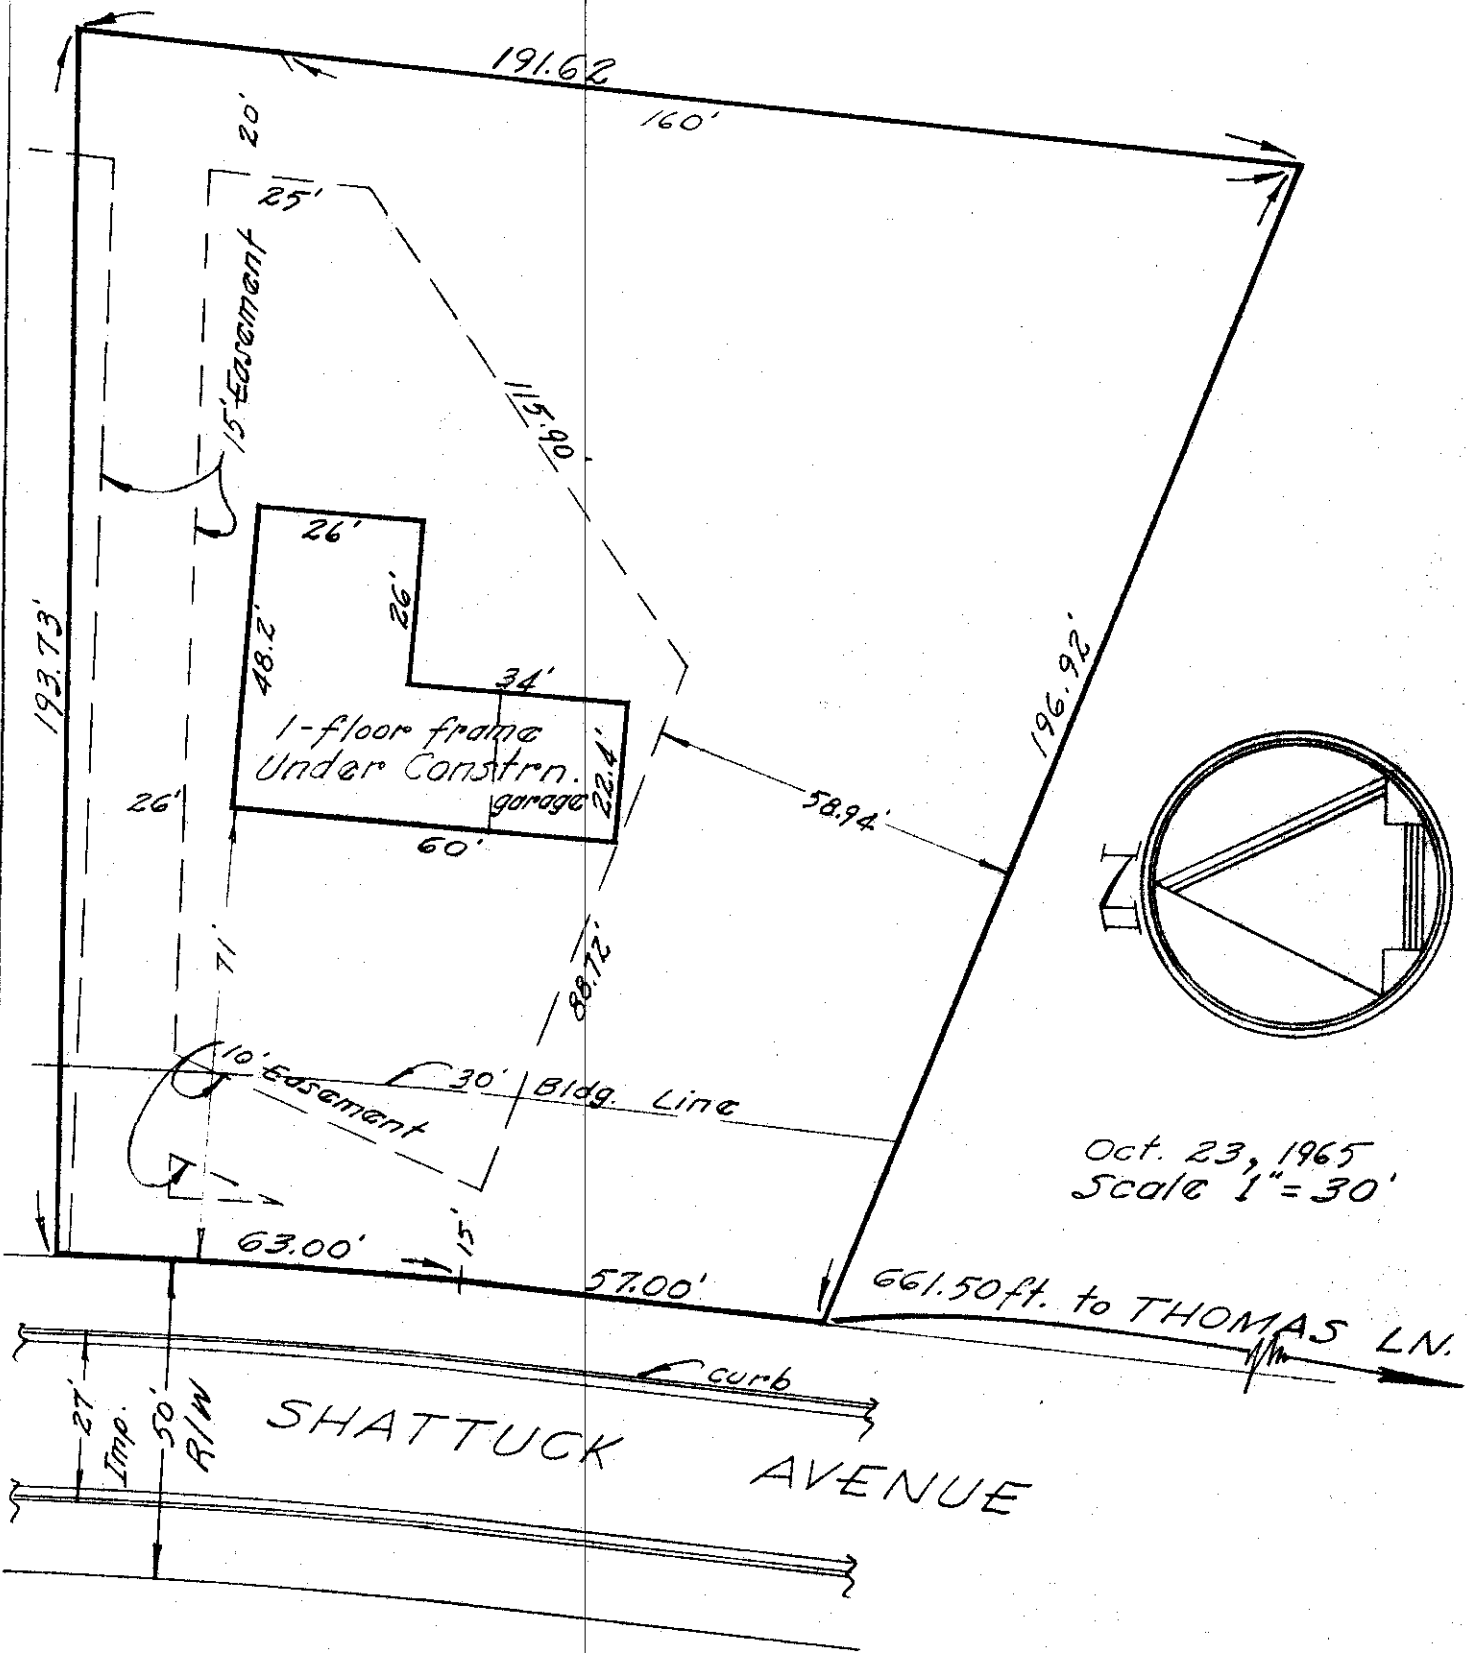 191.62
160'
20'
25'
15' Easement
115.90
26'
26'
48.2'
34'
193.73'
196.92'
1-floor frame
Under Constrn.
garage
22.4'
26'
60'
58.94'
71'
88.72'
N
10' Easement
30' Bldg. Line
Oct. 23, 1965
Scale 1" = 30'
63.00'
15'
57.00'
661.50 ft. to THOMAS LN.
curb
27'
Imp.
50'
R/W
SHATTUCK AVENUE